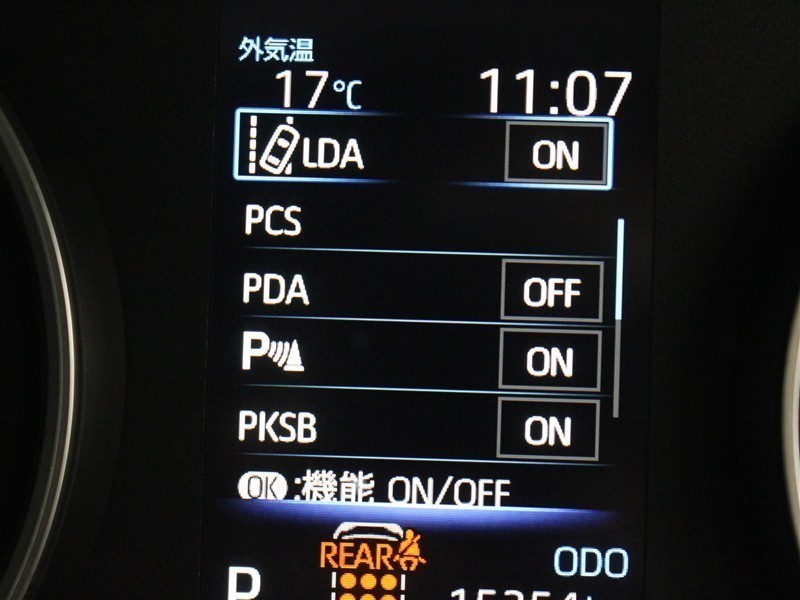 外気温
17℃ 11:07
LDA ON
PCS
PDA OFF
P ON
PKSB ON
OK:機能 ON/OFF
REAR
ODO
P